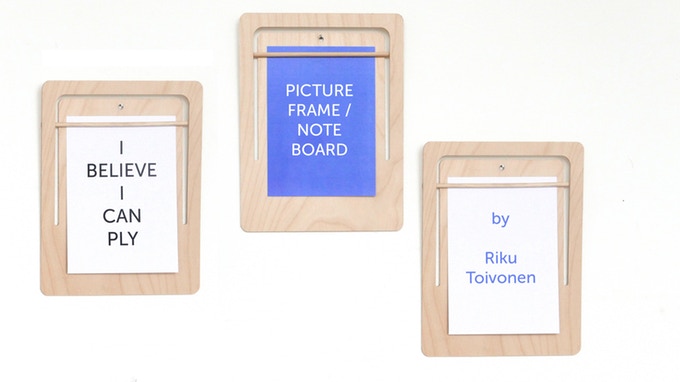 I
BELIEVE
I
CAN
PLY
PICTURE
FRAME /
NOTE
BOARD
by
Riku
Toivonen